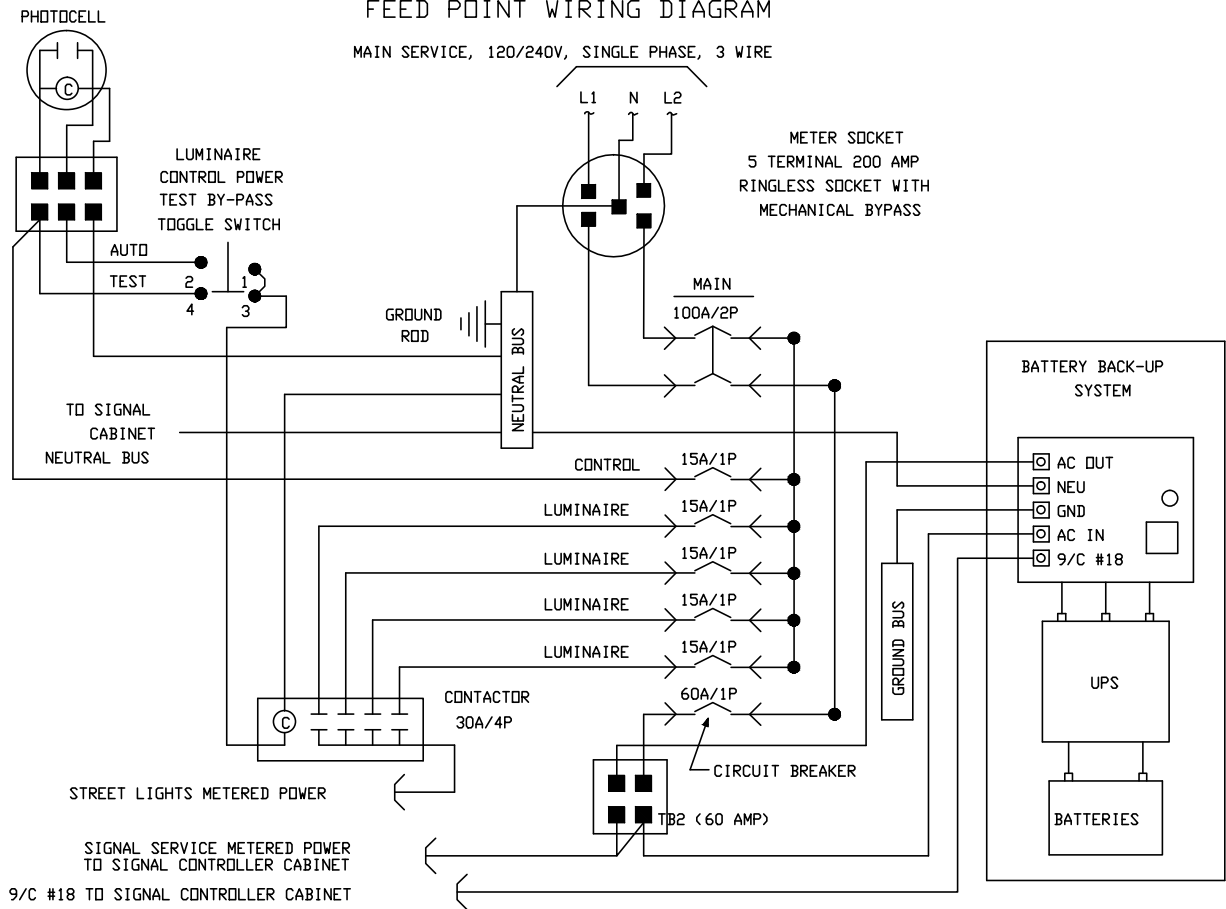 FEED POINT WIRING DIAGRAM
PHOTOCELL
MAIN SERVICE, 120/240V, SINGLE PHASE, 3 WIRE
L1 N L2
C
METER SOCKET
5 TERMINAL 200 AMP
RINGLESS SOCKET WITH
MECHANICAL BYPASS
LUMINAIRE
CONTROL POWER
TEST BY-PASS
TOGGLE SWITCH
AUTO
TEST
2
1
4
3
GROUND
ROD
NEUTRAL BUS
MAIN
100A/2P
TO SIGNAL
CABINET
NEUTRAL BUS
CONTROL 15A/1P
LUMINAIRE 15A/1P
LUMINAIRE 15A/1P
LUMINAIRE 15A/1P
LUMINAIRE 15A/1P
60A/1P
CIRCUIT BREAKER
BATTERY BACK-UP
SYSTEM
AC OUT
NEU
GND
AC IN
9/C #18
GROUND BUS
UPS
BATTERIES
C
CONTACTOR
30A/4P
STREET LIGHTS METERED POWER
TB2 (60 AMP)
SIGNAL SERVICE METERED POWER
TO SIGNAL CONTROLLER CABINET
9/C #18 TO SIGNAL CONTROLLER CABINET